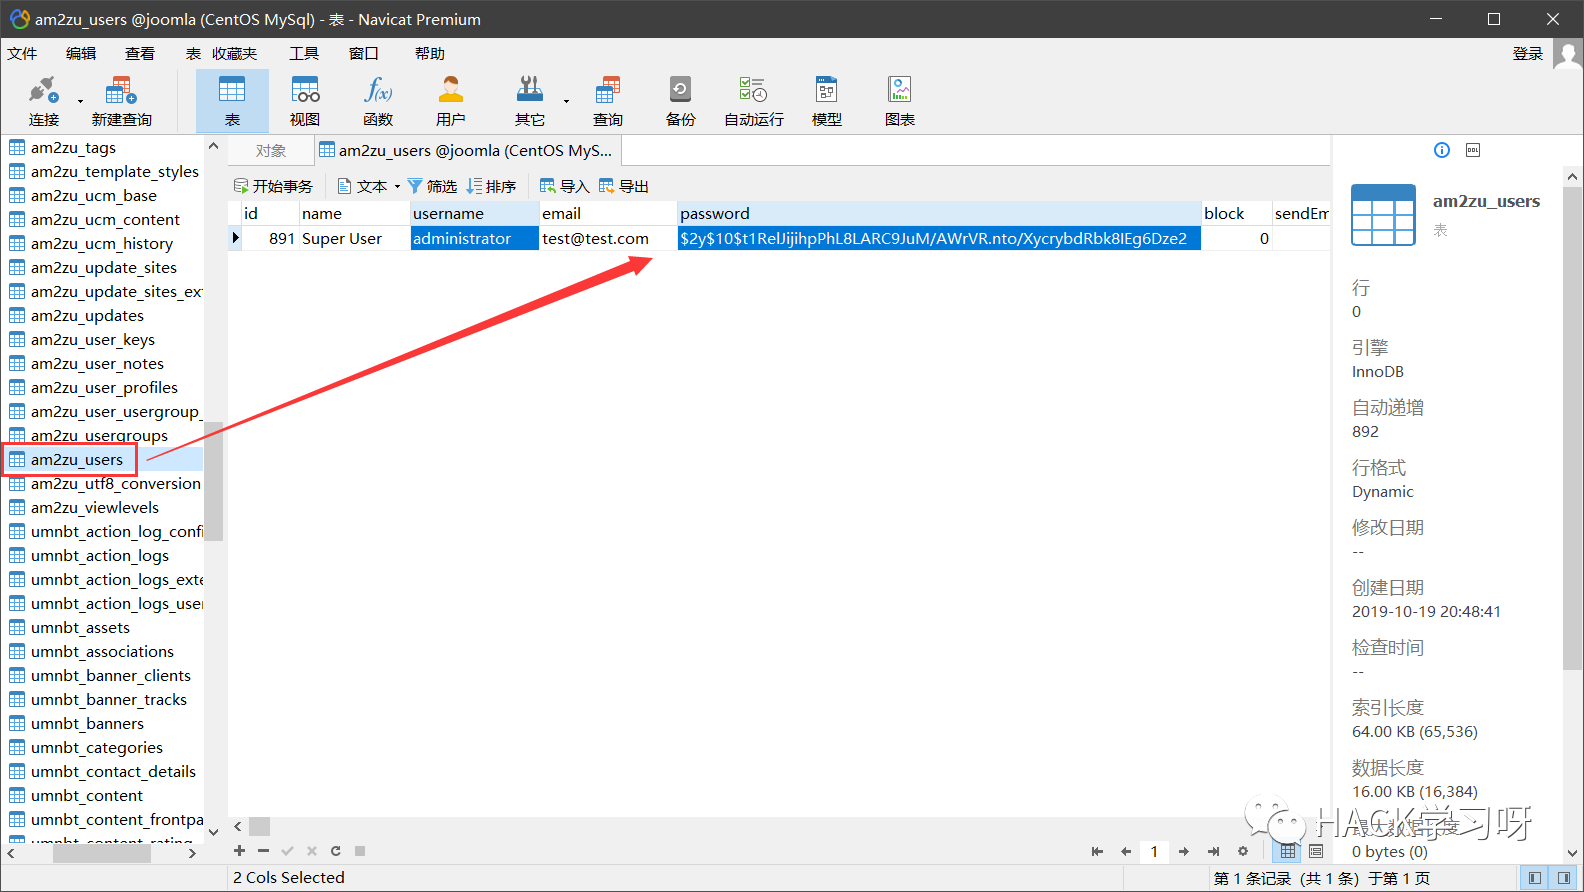 am2zu_users @joomla (CentOS MySql) - 表 - Navicat Premium
文件 编辑 查看 表 收藏夹 工具 窗口 帮助 登录
连接 新建查询 表 视图 函数 用户 其它 查询 备份 自动运行 模型 图表
f(x)
对象 am2zu_users @joomla (CentOS MyS...
开始事务 文本 筛选 排序 导入 导出
id name username email password block sendEm
891 Super User administrator test@test.com $2y$10$t1RelJijihpPhL8LARC9JuM/AWrVR.nto/XycrybdRbk8IEg6Dze2 0
am2zu_tags
am2zu_template_styles
am2zu_ucm_base
am2zu_ucm_content
am2zu_ucm_history
am2zu_update_sites
am2zu_update_sites_ext
am2zu_updates
am2zu_user_keys
am2zu_user_notes
am2zu_user_profiles
am2zu_user_usergroup_
am2zu_usergroups
am2zu_users
am2zu_utf8_conversion
am2zu_viewlevels
umnbt_action_log_confi
umnbt_action_logs
umnbt_action_logs_exte
umnbt_action_logs_user
umnbt_assets
umnbt_associations
umnbt_banner_clients
umnbt_banner_tracks
umnbt_banners
umnbt_categories
umnbt_contact_details
umnbt_content
umnbt_content_frontpa
umnbt_content_rating
DDL
am2zu_users
表
行
0
引擎
InnoDB
自动递增
892
行格式
Dynamic
修改日期
--
创建日期
2019-10-19 20:48:41
检查时间
--
索引长度
64.00 KB (65,536)
数据长度
16.00 KB (16,384)
最大数据长度
0 bytes (0)
HACK学习呀
1
2 Cols Selected
第 1 条记录 (共 1 条) 于第 1 页